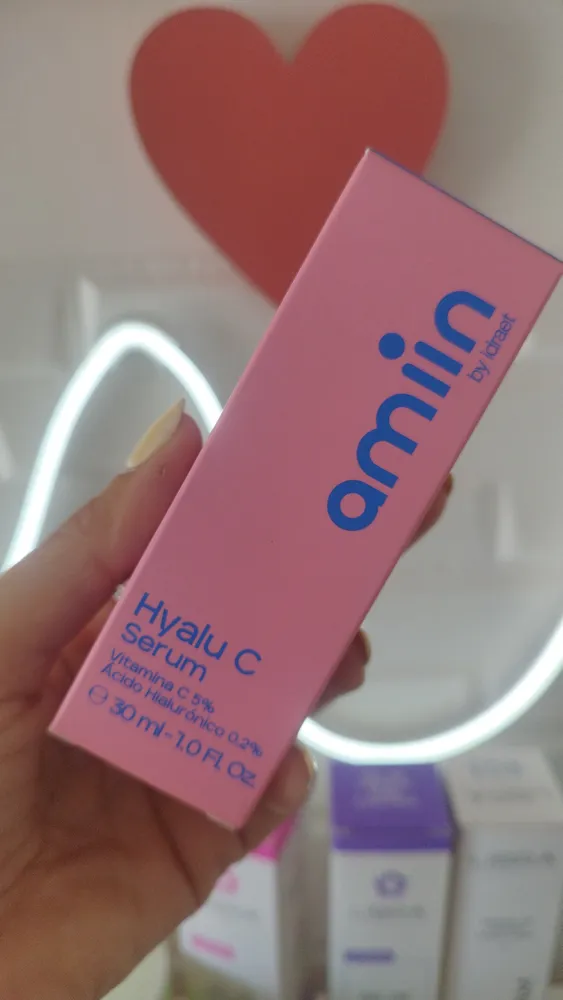 amiin
by idraet
Hyalu C
Serum
Vitamina C 5%
Ácido Hialurónico 0.2%
℮ 30 ml - 1.0 Fl. Oz.